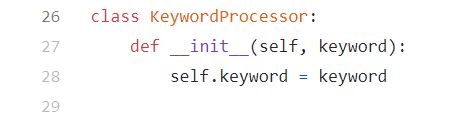 26 class KeywordProcessor:
27     def __init__(self, keyword):
28         self.keyword = keyword
29